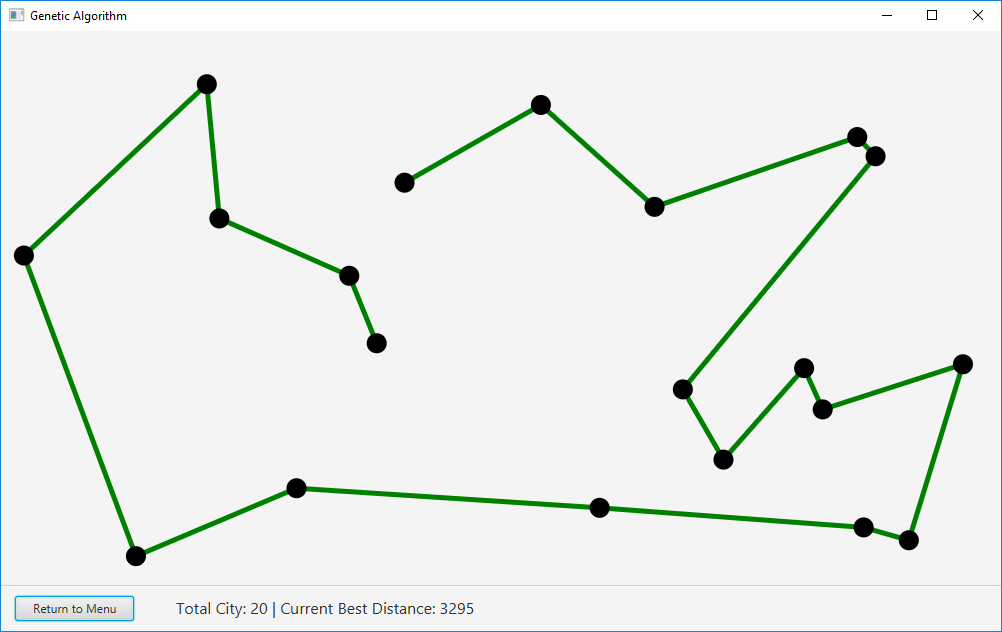 Genetic Algorithm
Return to Menu
Total City: 20 | Current Best Distance: 3295